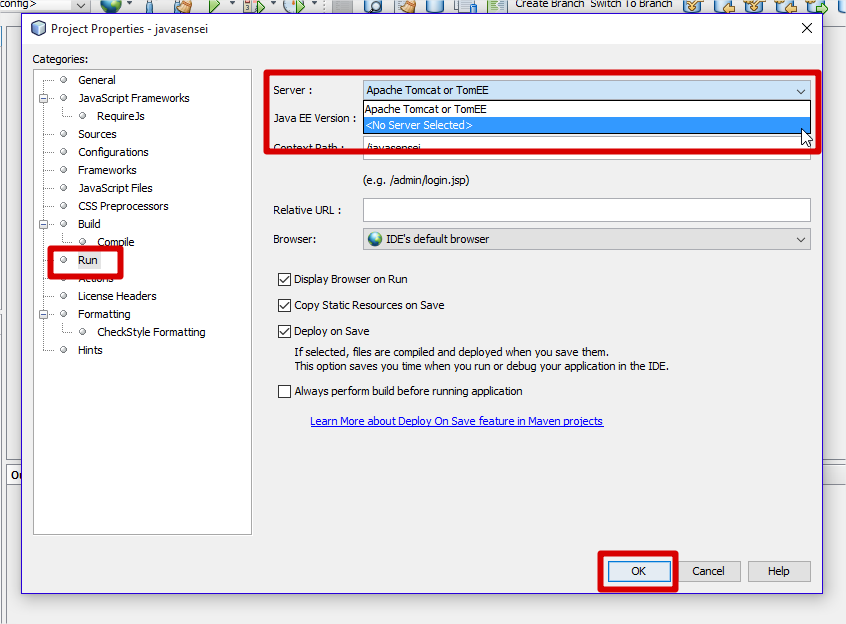 config>
Create Branch Switch To Branch
Project Properties - javasensei
Categories:
General
JavaScript Frameworks
RequireJs
Sources
Configurations
Frameworks
JavaScript Files
CSS Preprocessors
Build
Compile
Run
Actions
License Headers
Formatting
CheckStyle Formatting
Hints
Server :
Apache Tomcat or TomEE
Apache Tomcat or TomEE
Java EE Version :
<No Server Selected>
Context Path :
/javasensei
(e.g. /admin/login.jsp)
Relative URL :
Browser:
IDE's default browser
Display Browser on Run
Copy Static Resources on Save
Deploy on Save
If selected, files are compiled and deployed when you save them.
This option saves you time when you run or debug your application in the IDE.
Always perform build before running application
Learn More about Deploy On Save feature in Maven projects
OK
Cancel
Help